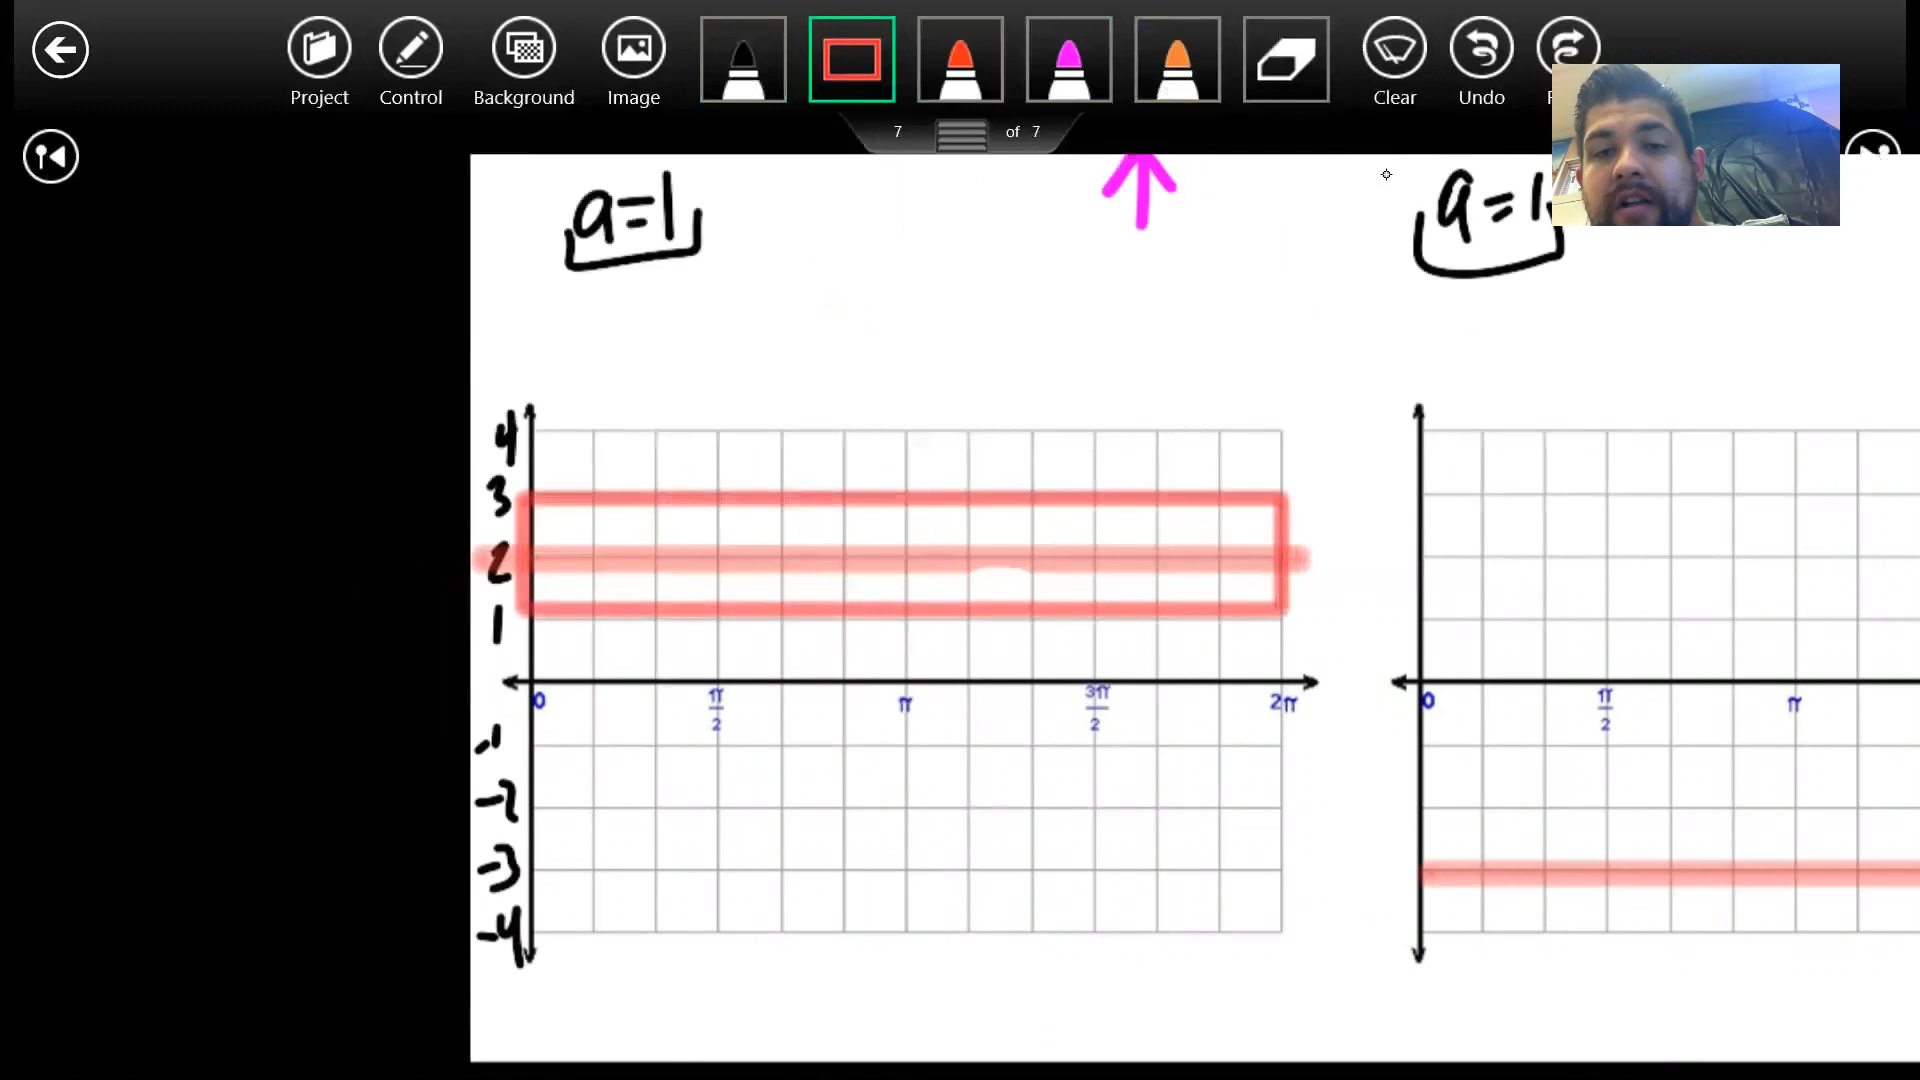 Project Control Background Image Clear Undo
7 of 7
a=1
a=1
4
3
2
1
0 π/2 π 3π/2 2π
-1
-2
-3
-4
0 π/2 π